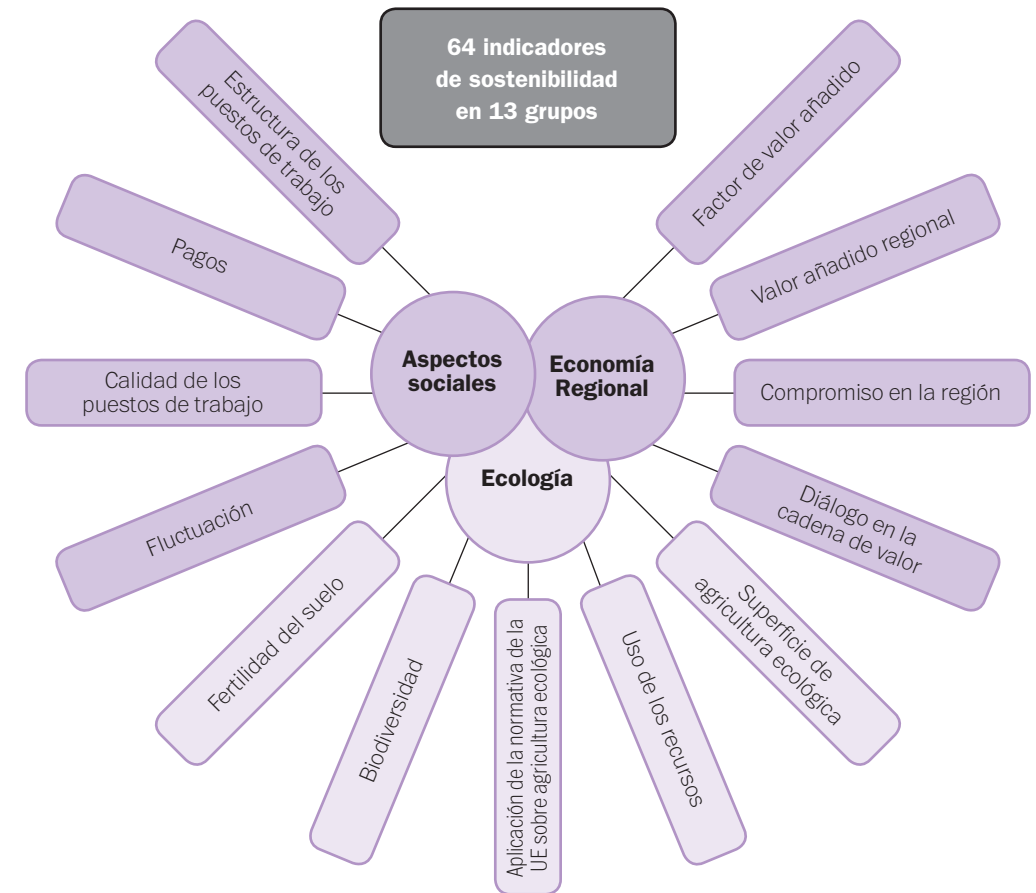 64 indicadores
de sostenibilidad
en 13 grupos
Estructura de los
puestos de trabajo
Pagos
Calidad de los
puestos de trabajo
Fluctuación
Aspectos
sociales
Economía
Regional
Ecología
Factor de valor añadido
Valor añadido regional
Compromiso en la región
Diálogo en la
cadena de valor
Fertilidad del suelo
Biodiversidad
Aplicación de la normativa de la
UE sobre agricultura ecológica
Uso de los recursos
Superficie de
agricultura ecológica